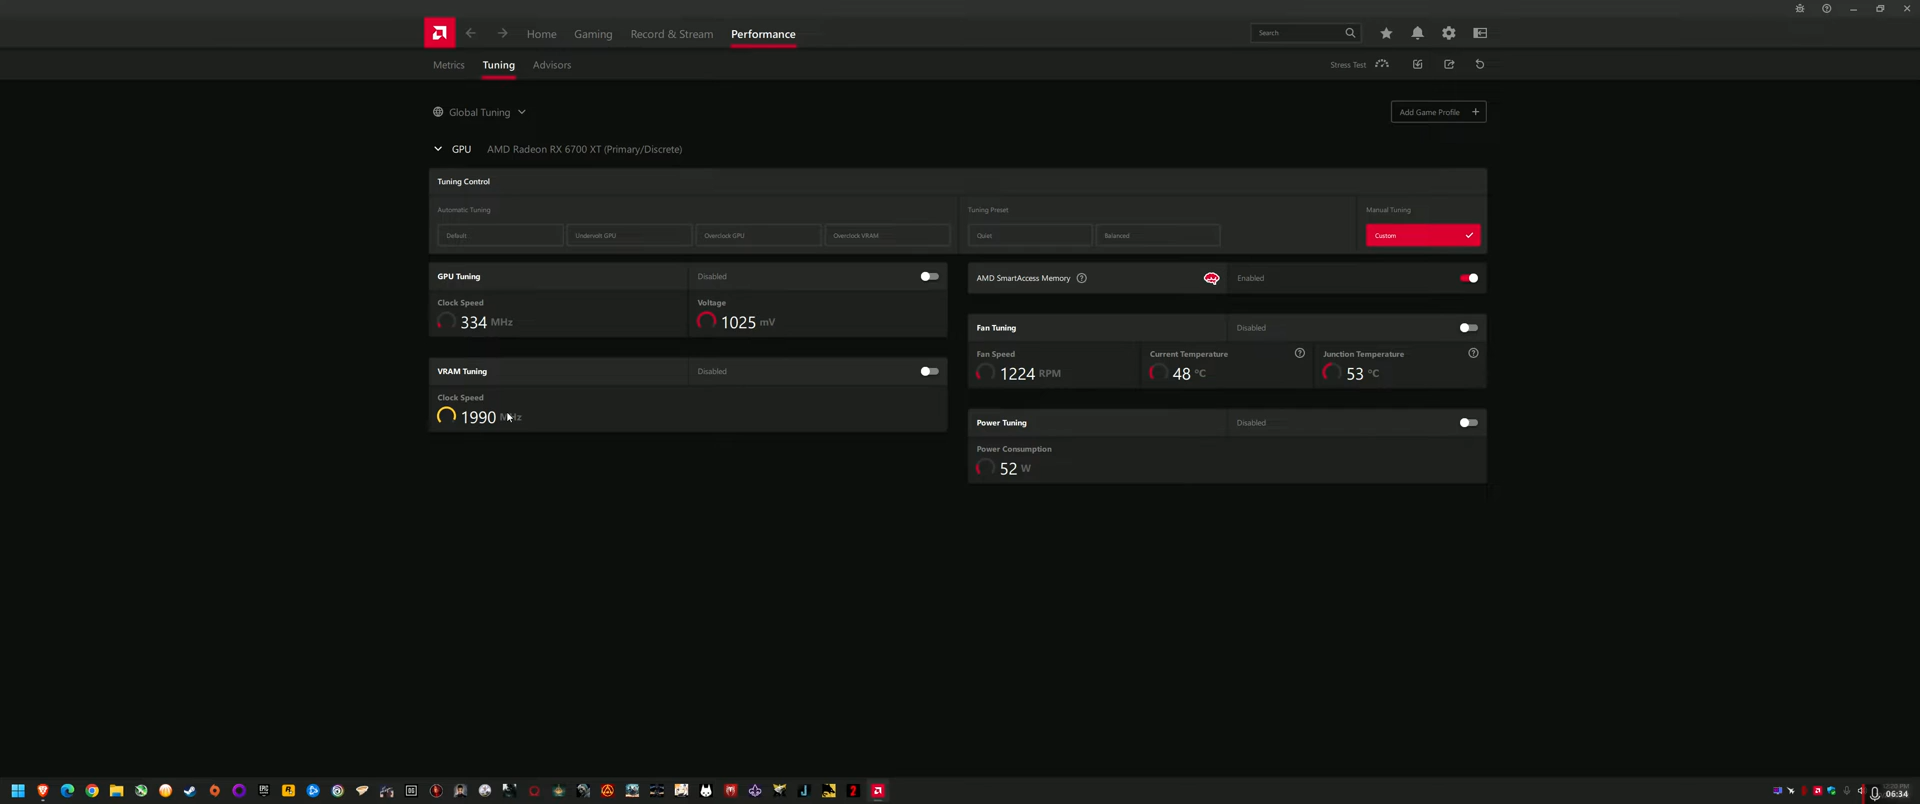 Home Gaming Record & Stream Performance Search
Metrics Tuning Advisors Stress Test
Global Tuning Add Game Profile +
GPU AMD Radeon RX 6700 XT (Primary/Discrete)
Tuning Control
Automatic Tuning Tuning Preset Manual Tuning
Default Undervolt GPU Overclock GPU Overclock VRAM Quiet Balanced Custom
GPU Tuning Disabled AMD SmartAccess Memory Enabled
Clock Speed Voltage
334 MHz 1025 mV
Fan Tuning Disabled
Fan Speed Current Temperature Junction Temperature
1224 RPM 48 °C 53 °C
VRAM Tuning Disabled
Clock Speed
1990 MHz
Power Tuning Disabled
Power Consumption
52 W
06:34